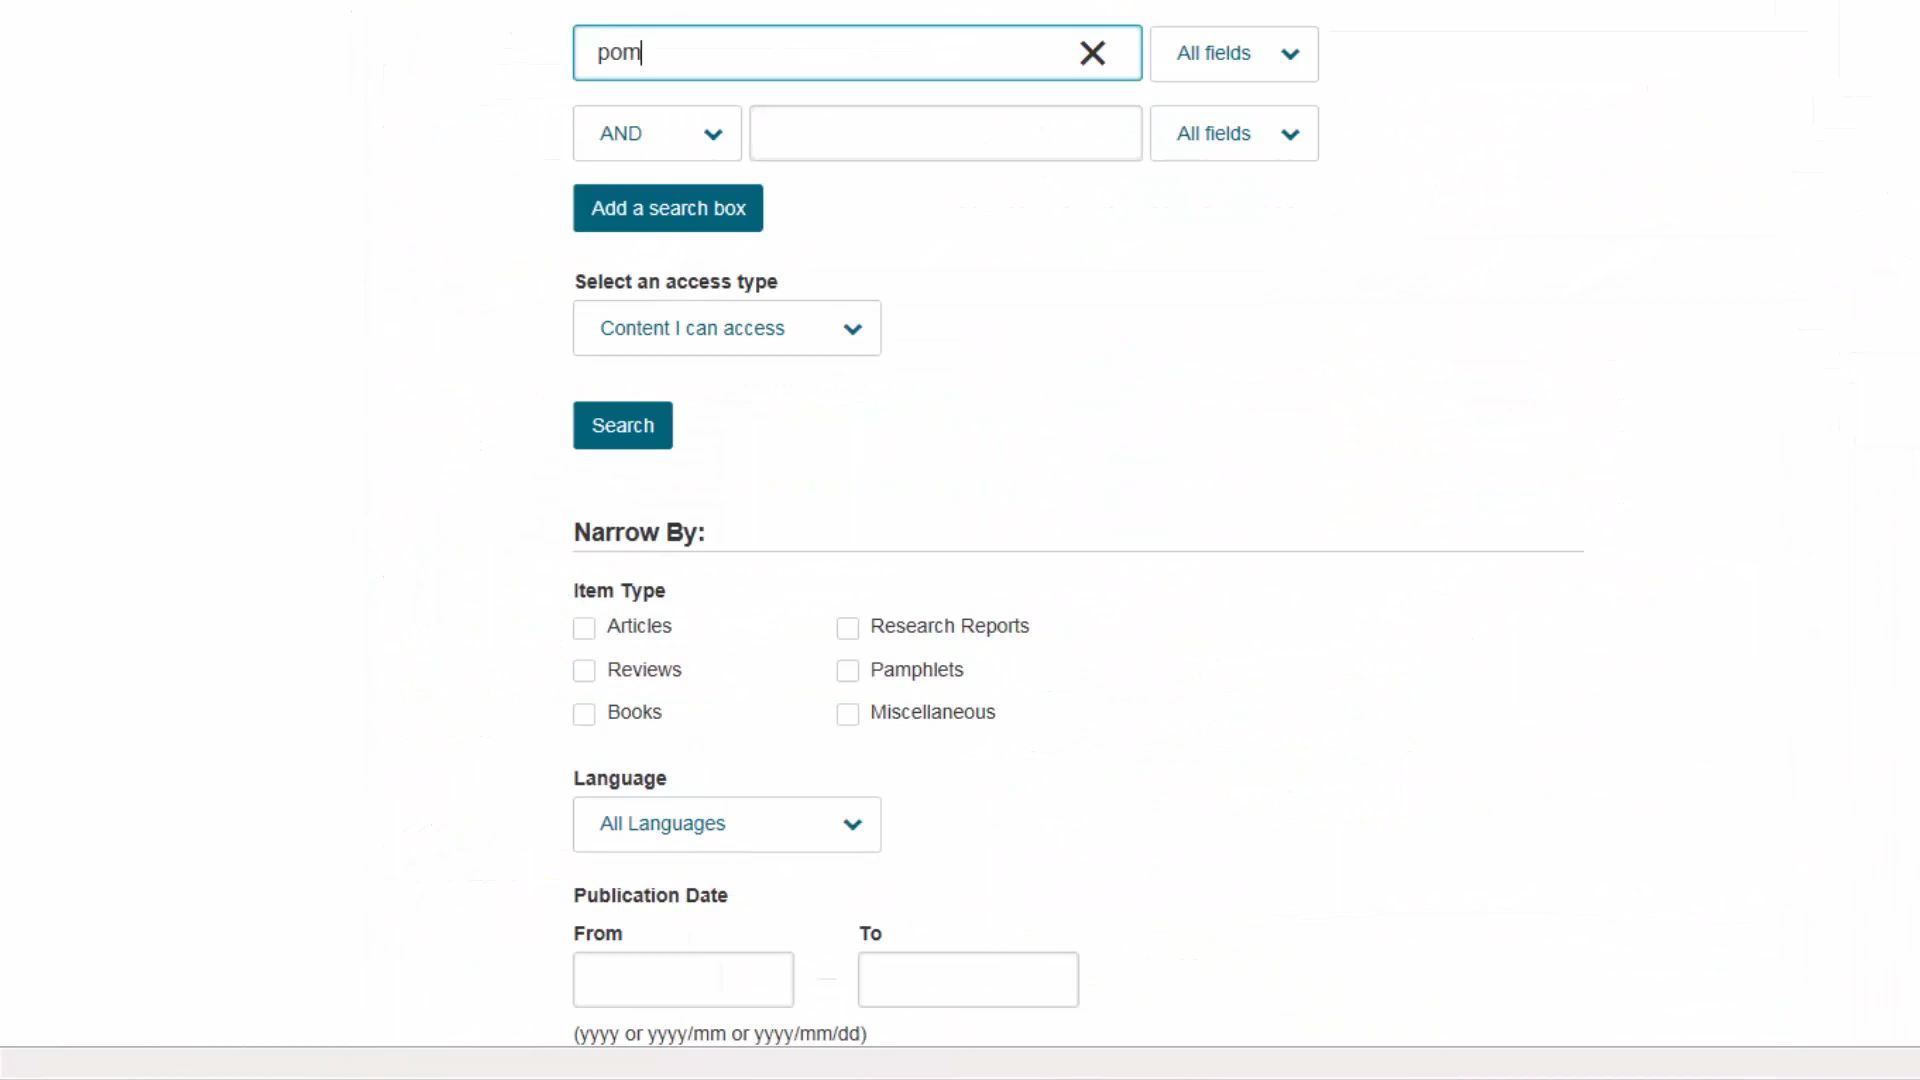 pom
All fields
AND
All fields
Add a search box
Select an access type
Content I can access
Search
Narrow By:
Item Type
Articles
Research Reports
Reviews
Pamphlets
Books
Miscellaneous
Language
All Languages
Publication Date
From
To
(yyyy or yyyy/mm or yyyy/mm/dd)